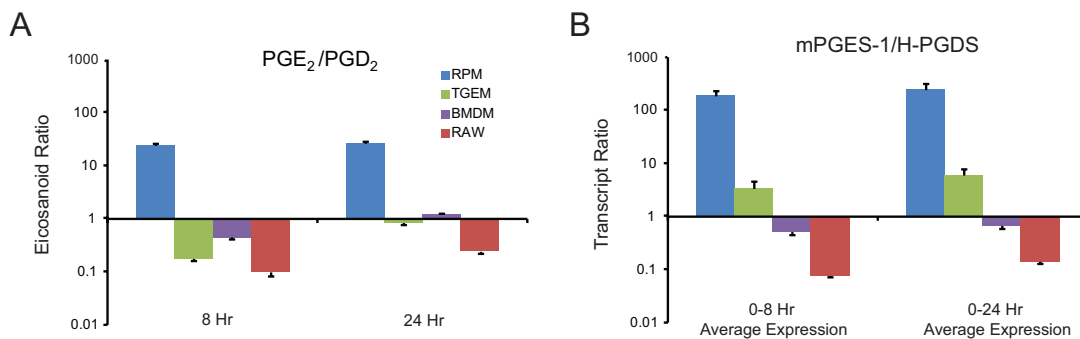 A
PGE2/PGD2
Eicosanoid Ratio
1000
100
10
1
0.1
0.01
RPM
TGEM
BMDM
RAW
8 Hr
24 Hr
B
mPGES-1/H-PGDS
Transcript Ratio
1000
100
10
1
0.1
0.01
0-8 Hr
Average Expression
0-24 Hr
Average Expression